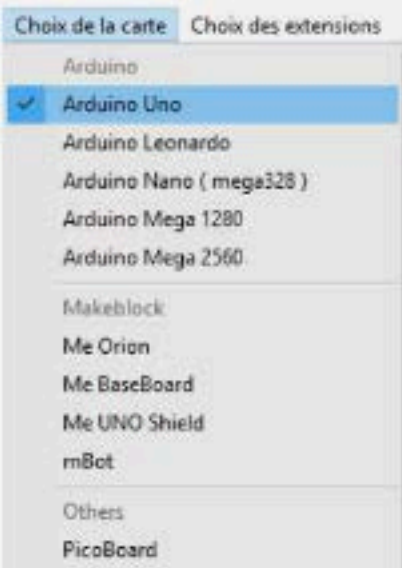 Choix de la carte Choix des extensions
Arduino
Arduino Uno
Arduino Leonardo
Arduino Nano ( mega328 )
Arduino Mega 1280
Arduino Mega 2560
Makeblock
Me Orion
Me BaseBoard
Me UNO Shield
mBot
Others
PicoBoard